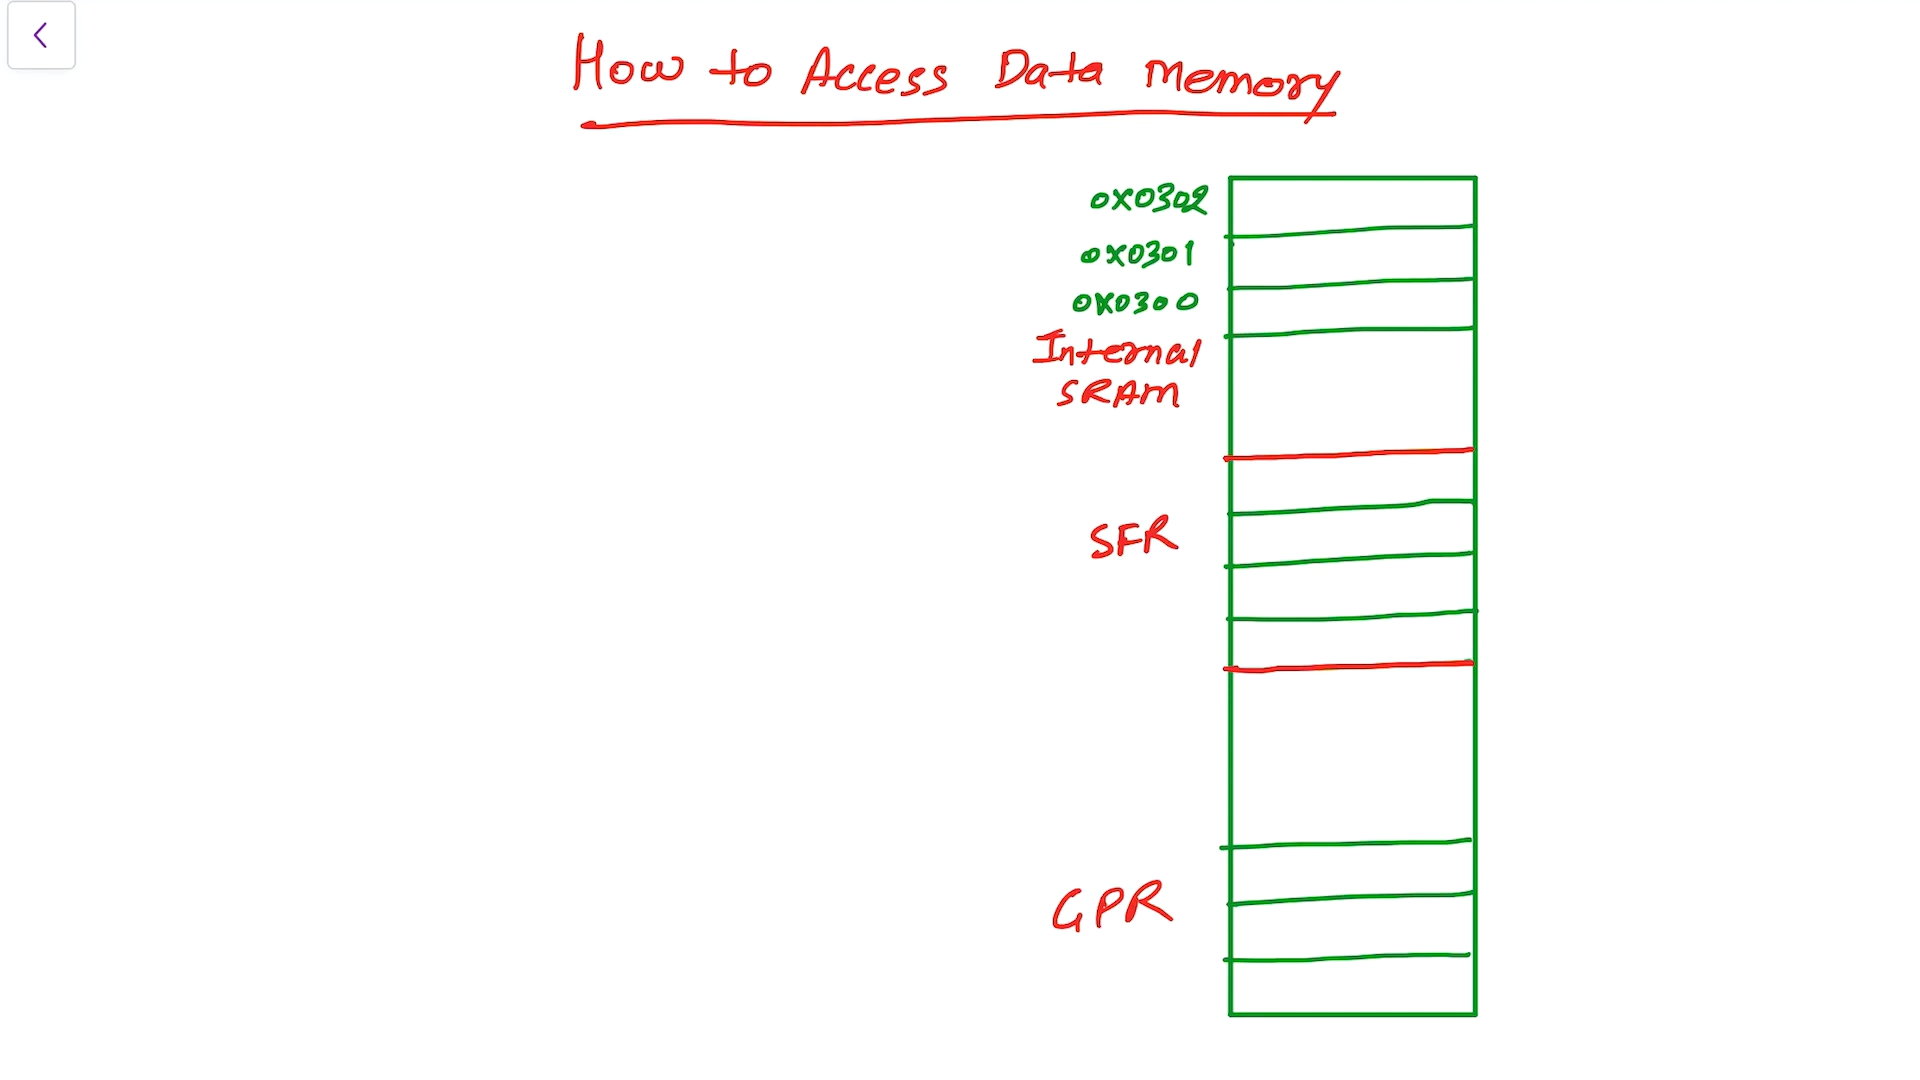 How to Access Data Memory
0x0302
0x0301
0x0300
Internal
SRAM
SFR
GPR